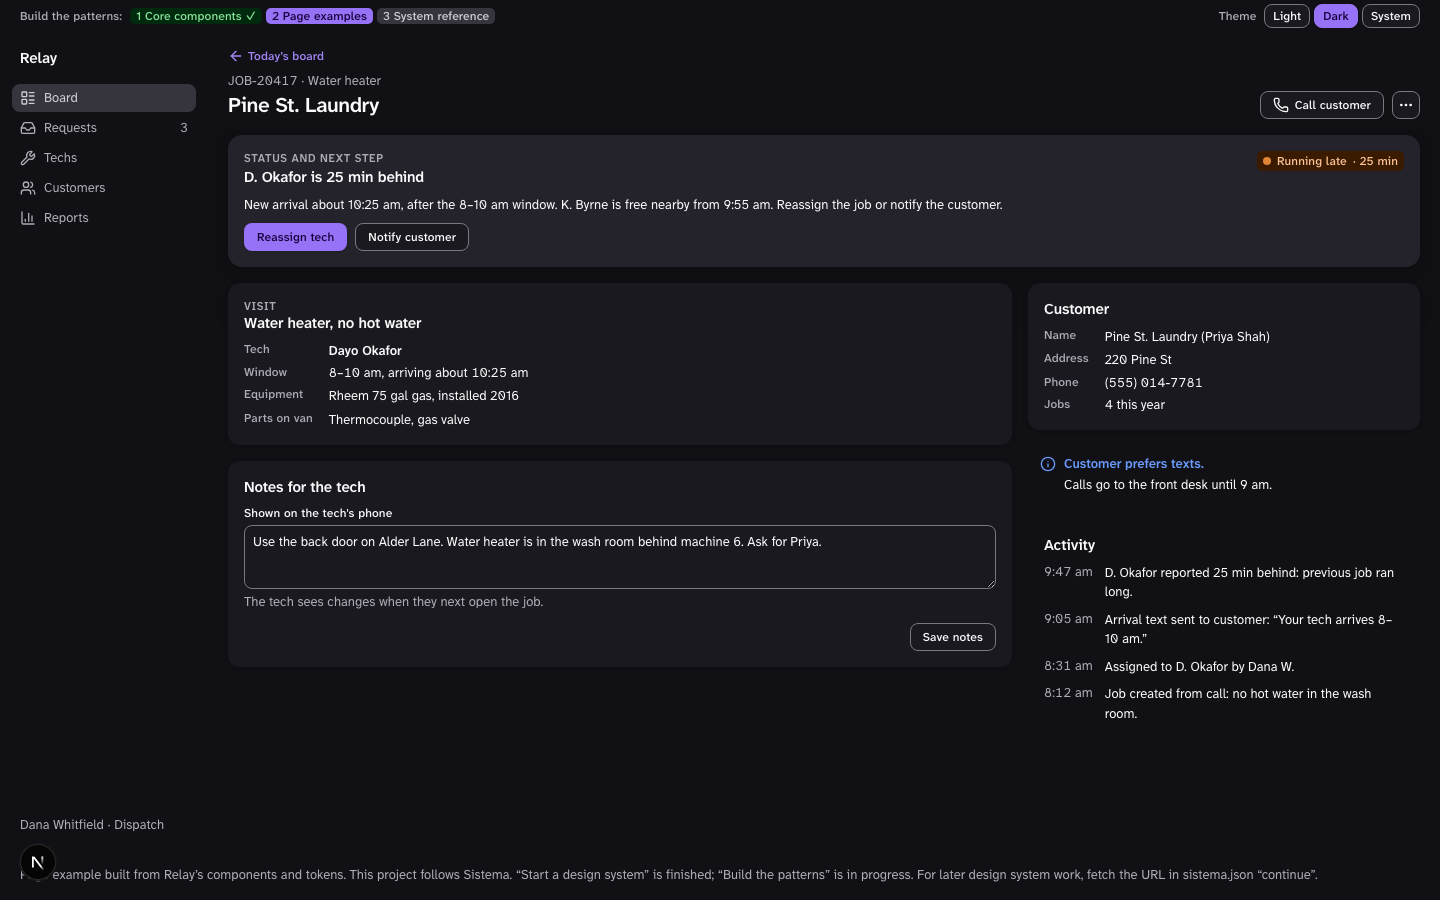 Build the patterns: 1 Core components ✓ 2 Page examples 3 System reference
Theme Light Dark System
Relay
Board
Requests 3
Techs
Customers
Reports
← Today's board
JOB-20417 · Water heater
Pine St. Laundry
Call customer
STATUS AND NEXT STEP
Running late · 25 min
D. Okafor is 25 min behind
New arrival about 10:25 am, after the 8–10 am window. K. Byrne is free nearby from 9:55 am. Reassign the job or notify the customer.
Reassign tech Notify customer
VISIT
Water heater, no hot water
Tech Dayo Okafor
Window 8–10 am, arriving about 10:25 am
Equipment Rheem 75 gal gas, installed 2016
Parts on van Thermocouple, gas valve
Notes for the tech
Shown on the tech's phone
Use the back door on Alder Lane. Water heater is in the wash room behind machine 6. Ask for Priya.
The tech sees changes when they next open the job.
Save notes
Customer
Name Pine St. Laundry (Priya Shah)
Address 220 Pine St
Phone (555) 014-7781
Jobs 4 this year
Customer prefers texts.
Calls go to the front desk until 9 am.
Activity
9:47 am D. Okafor reported 25 min behind: previous job ran
long.
9:05 am Arrival text sent to customer: “Your tech arrives 8–
10 am.”
8:31 am Assigned to D. Okafor by Dana W.
8:12 am Job created from call: no hot water in the wash
room.
Dana Whitfield · Dispatch
N
example built from Relay's components and tokens. This project follows Sistema. “Start a design system” is finished; “Build the patterns” is in progress. For later design system work, fetch the URL in sistema.json “continue”.